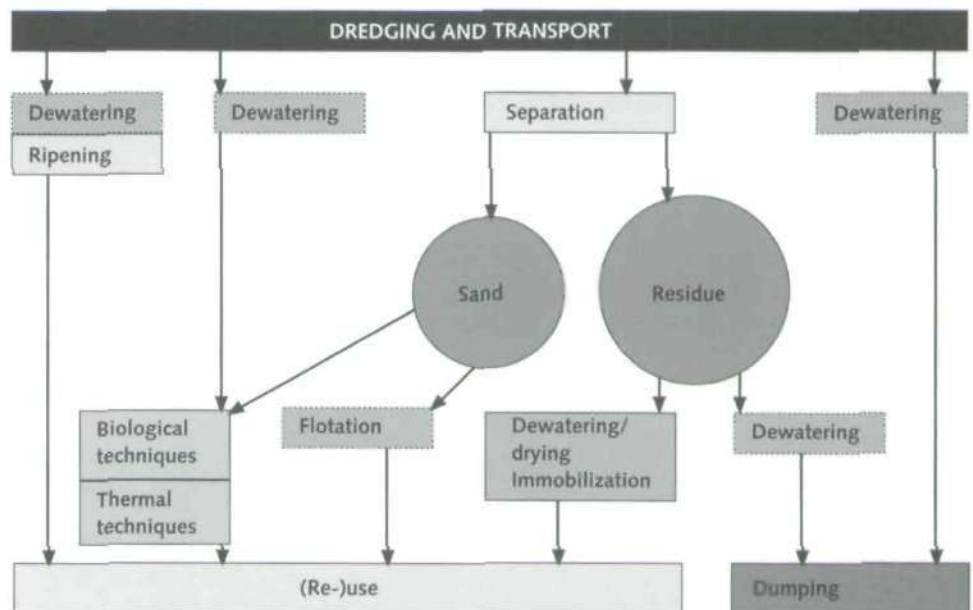 DREDGING AND TRANSPORT
Dewatering
Dewatering
Separation
Dewatering
Ripening
Sand
Residue
Biological
techniques
Flotation
Dewatering/
drying
Immobilization
Dewatering
Thermal
techniques
(Re-)use
Dumping